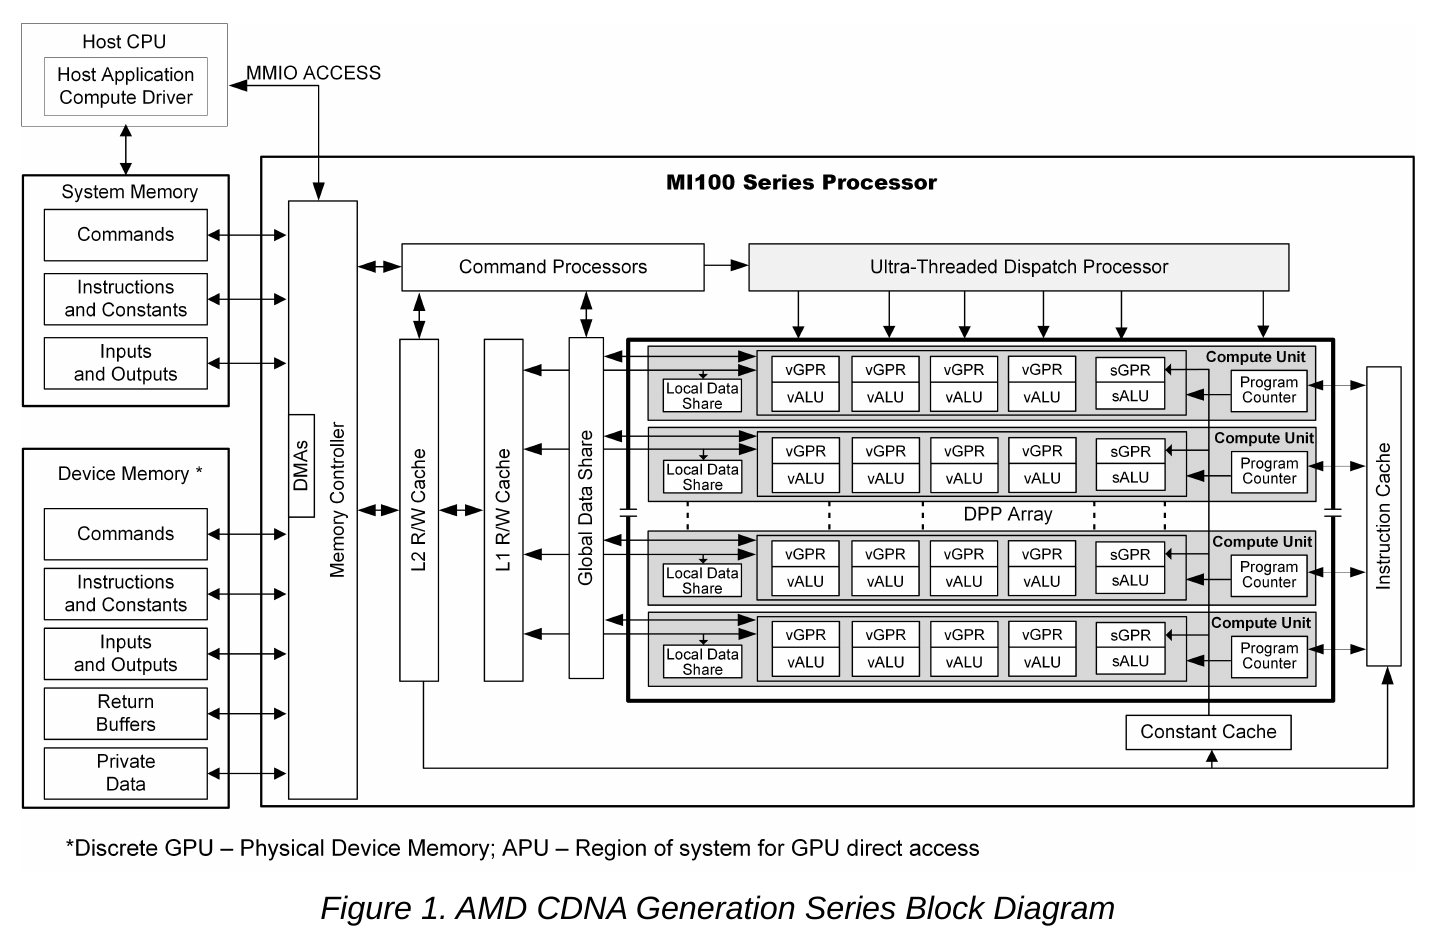 Host CPU
Host Application
Compute Driver
MMIO ACCESS
System Memory
Commands
Instructions
and Constants
Inputs
and Outputs
Device Memory *
Commands
Instructions
and Constants
Inputs
and Outputs
Return
Buffers
Private
Data
MI100 Series Processor
DMAs
Memory Controller
Command Processors
Ultra-Threaded Dispatch Processor
L2 R/W Cache
L1 R/W Cache
Global Data Share
Compute Unit
Local Data
Share
vGPR vGPR vGPR vGPR sGPR
vALU vALU vALU vALU sALU
Program
Counter
Compute Unit
Local Data
Share
vGPR vGPR vGPR vGPR sGPR
vALU vALU vALU vALU sALU
Program
Counter
DPP Array
Compute Unit
Local Data
Share
vGPR vGPR vGPR vGPR sGPR
vALU vALU vALU vALU sALU
Program
Counter
Compute Unit
Local Data
Share
vGPR vGPR vGPR vGPR sGPR
vALU vALU vALU vALU sALU
Program
Counter
Instruction Cache
Constant Cache
*Discrete GPU – Physical Device Memory; APU – Region of system for GPU direct access
Figure 1. AMD CDNA Generation Series Block Diagram